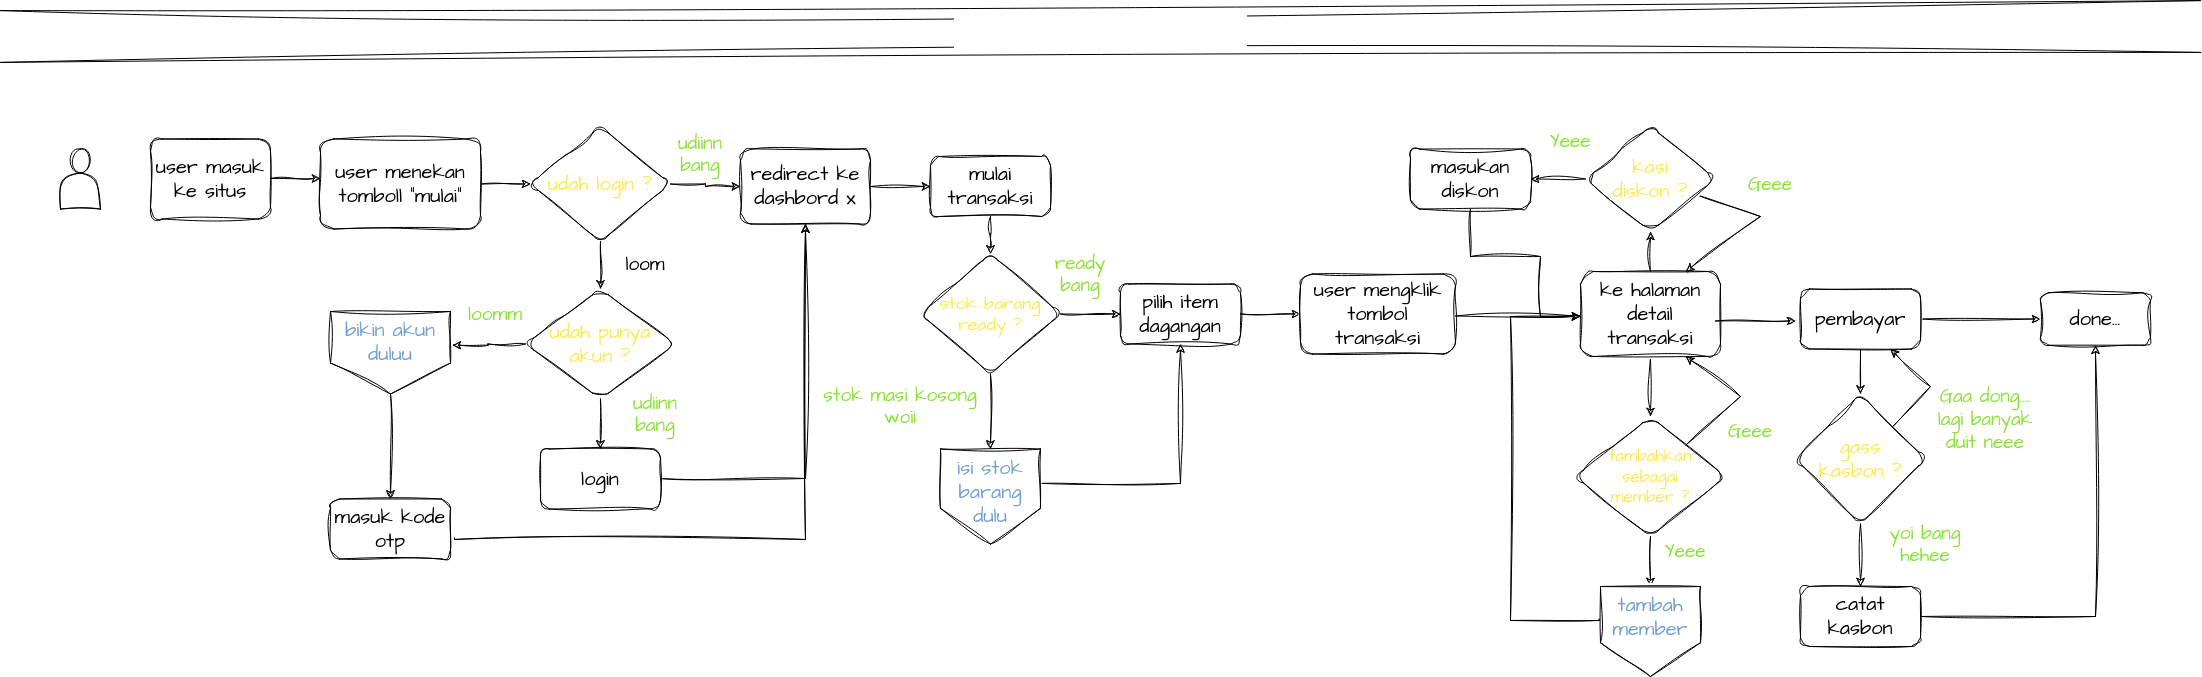 user masuk
ke situs
user menekan
tomboll "mulai"
udah login ?
udiinn
bang
redirect ke
dashbord x
mulai
transaksi
loom
loomm
bikin akun
duluu
udah punya
akun ?
udiinn
bang
login
masuk kode
otp
stok barang
ready ?
ready
bang
stok masi kosong
woii
isi stok
barang
dulu
pilih item
dagangan
user mengklik
tombol
transaksi
masukan
diskon
Yeee
kasi
diskon ?
Geee
ke halaman
detail
transaksi
Geee
tambahkan
sebagai
member ?
Yeee
tambah
member
pembayar
done...
Gaa dong....
lagi banyak
duit neee
gass
kasbon ?
yoi bang
hehee
catat
kasbon